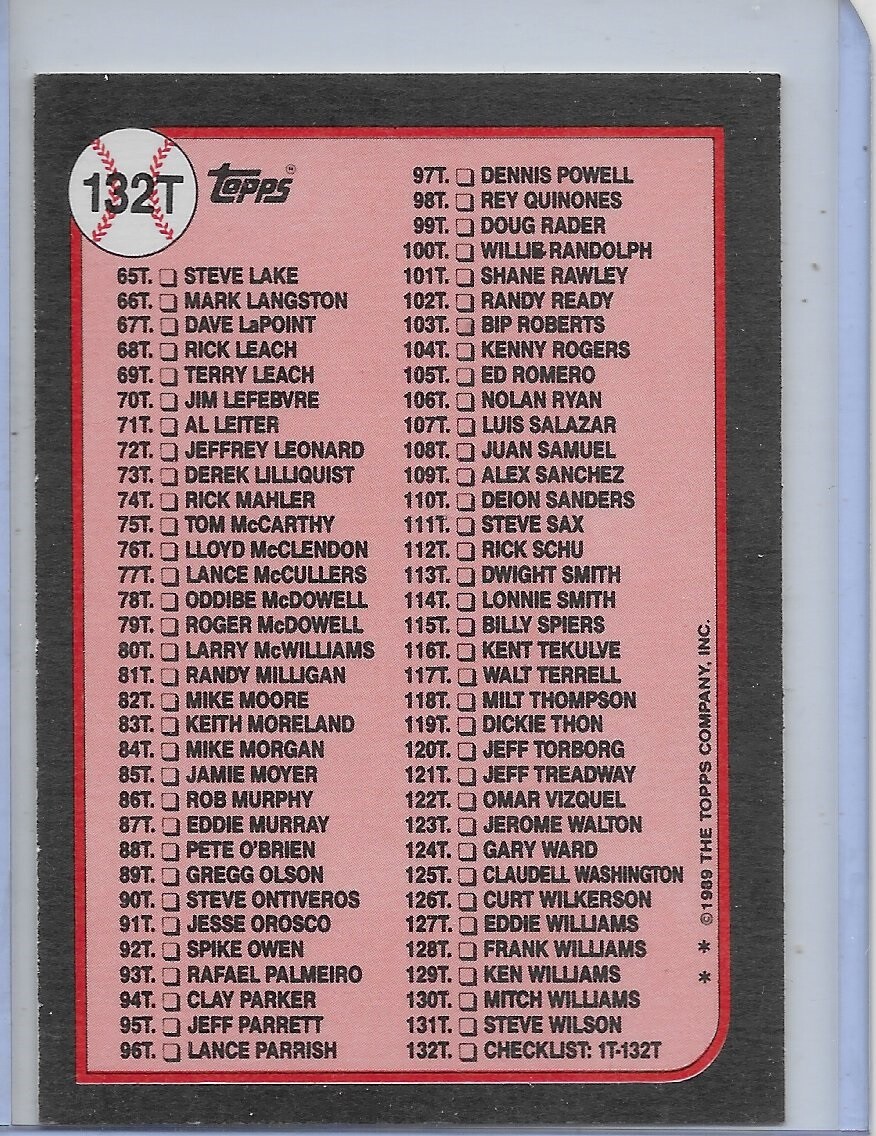 132T
topps
65T. STEVE LAKE
66T. MARK LANGSTON
67T. DAVE LaPOINT
68T. RICK LEACH
69T. TERRY LEACH
70T. JIM LEFEBVRE
71T. AL LEITER
72T. JEFFREY LEONARD
73T. DEREK LILLIQUIST
74T. RICK MAHLER
75T. TOM McCARTHY
76T. LLOYD McCLENDON
77T. LANCE McCULLERS
78T. ODDIBE McDOWELL
79T. ROGER McDOWELL
80T. LARRY McWILLIAMS
81T. RANDY MILLIGAN
82T. MIKE MOORE
83T. KEITH MORELAND
84T. MIKE MORGAN
85T. JAMIE MOYER
86T. ROB MURPHY
87T. EDDIE MURRAY
88T. PETE O'BRIEN
89T. GREGG OLSON
90T. STEVE ONTIVEROS
91T. JESSE OROSCO
92T. SPIKE OWEN
93T. RAFAEL PALMEIRO
94T. CLAY PARKER
95T. JEFF PARRETT
96T. LANCE PARRISH
97T. DENNIS POWELL
98T. REY QUINONES
99T. DOUG RADER
100T. WILLIE RANDOLPH
101T. SHANE RAWLEY
102T. RANDY READY
103T. BIP ROBERTS
104T. KENNY ROGERS
105T. ED ROMERO
106T. NOLAN RYAN
107T. LUIS SALAZAR
108T. JUAN SAMUEL
109T. ALEX SANCHEZ
110T. DEION SANDERS
111T. STEVE SAX
112T. RICK SCHU
113T. DWIGHT SMITH
114T. LONNIE SMITH
115T. BILLY SPIERS
116T. KENT TEKULVE
117T. WALT TERRELL
118T. MILT THOMPSON
119T. DICKIE THON
120T. JEFF TORBORG
121T. JEFF TREADWAY
122T. OMAR VIZQUEL
123T. JEROME WALTON
124T. GARY WARD
125T. CLAUDELL WASHINGTON
126T. CURT WILKERSON
127T. EDDIE WILLIAMS
128T. FRANK WILLIAMS
129T. KEN WILLIAMS
130T. MITCH WILLIAMS
131T. STEVE WILSON
132T. CHECKLIST: 1T-132T
* * ©1989 THE TOPPS COMPANY, INC.